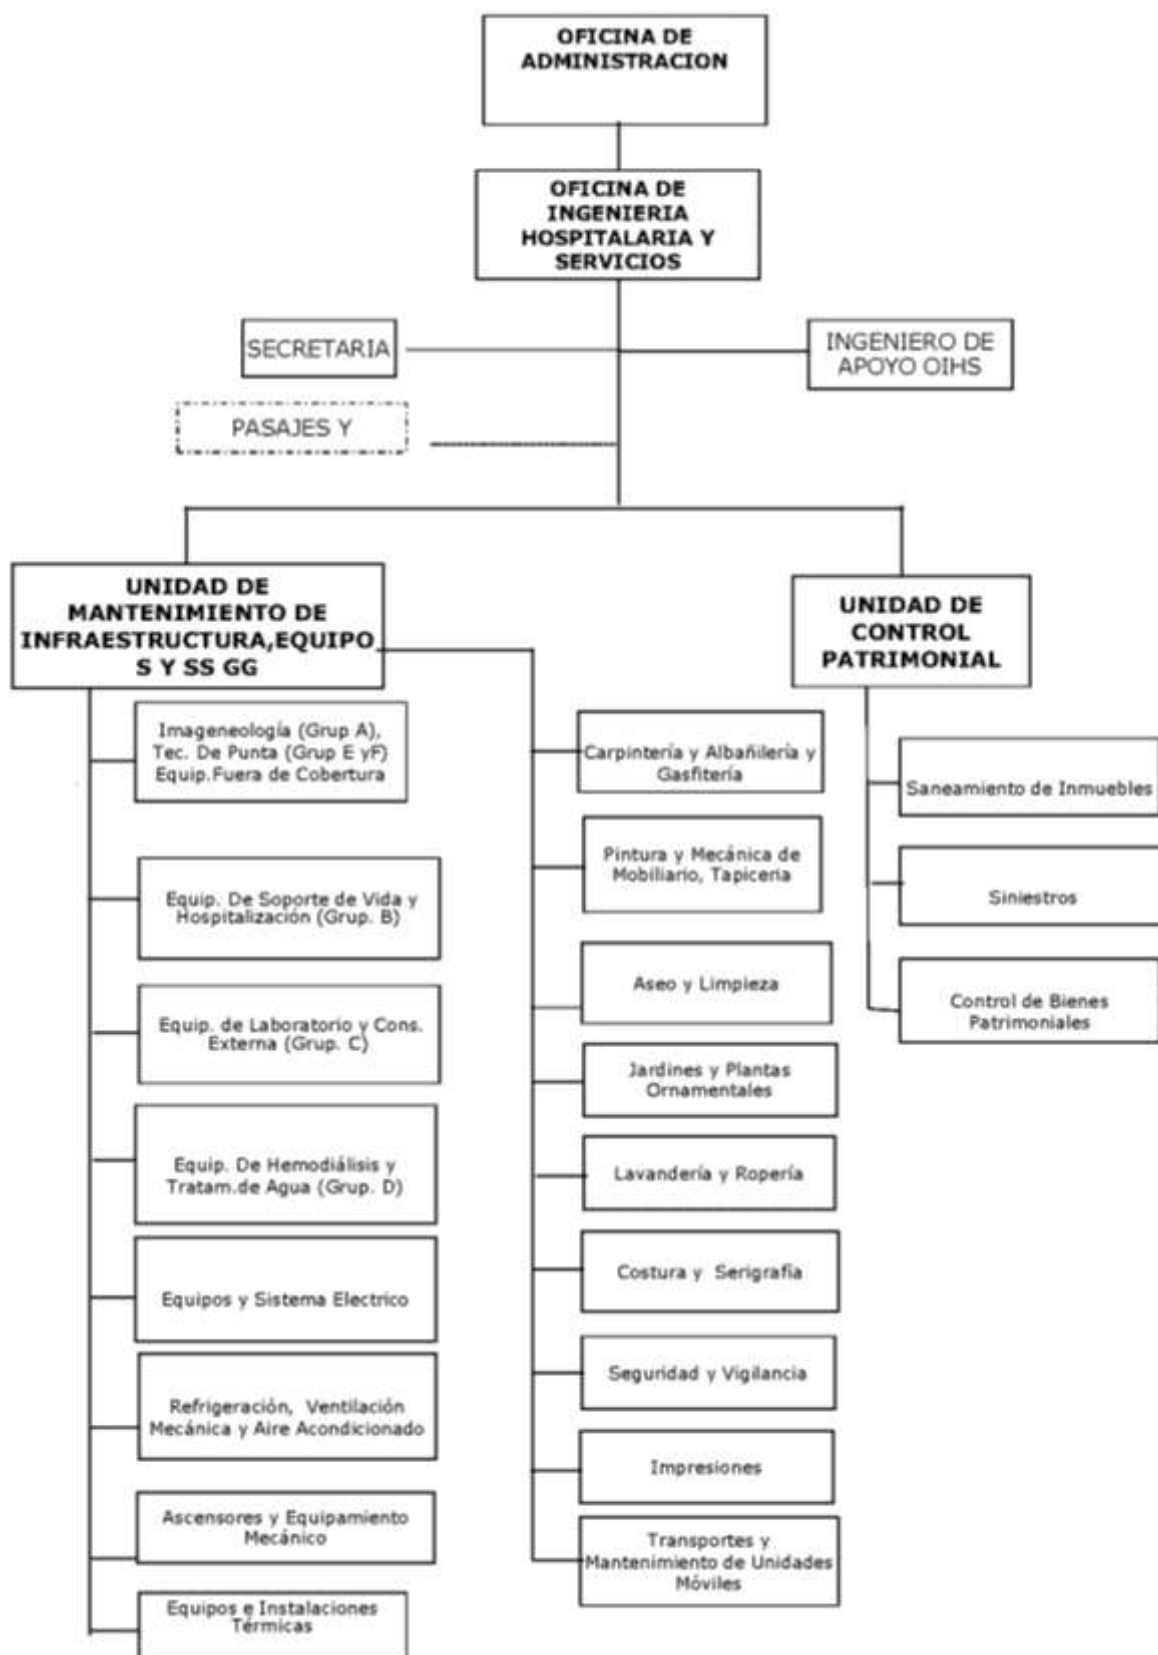 OFICINA DE
ADMINISTRACION
OFICINA DE
INGENIERIA
HOSPITALARIA Y
SERVICIOS
SECRETARIA
INGENIERO DE
APOYO OIHS
PASAJES Y
UNIDAD DE
MANTENIMIENTO DE
INFRAESTRUCTURA,EQUIPO
S Y SS GG
UNIDAD DE
CONTROL
PATRIMONIAL
Imageneología (Grup A),
Tec. De Punta (Grup E yF)
Equip.Fuera de Cobertura
Equip. De Soporte de Vida y
Hospitalización (Grup. B)
Equip. de Laboratorio y Cons.
Externa (Grup. C)
Equip. De Hemodiálisis y
Tratam.de Agua (Grup. D)
Equipos y Sistema Electrico
Refrigeración, Ventilación
Mecánica y Aire Acondicionado
Ascensores y Equipamiento
Mecánico
Equipos e Instalaciones
Térmicas
Carpintería y Albañilería y
Gasfitería
Pintura y Mecánica de
Mobiliario, Tapiceria
Aseo y Limpieza
Jardines y Plantas
Ornamentales
Lavandería y Ropería
Costura y Serigrafía
Seguridad y Vigilancia
Impresiones
Transportes y
Mantenimiento de Unidades
Móviles
Saneamiento de Inmuebles
Siniestros
Control de Bienes
Patrimoniales